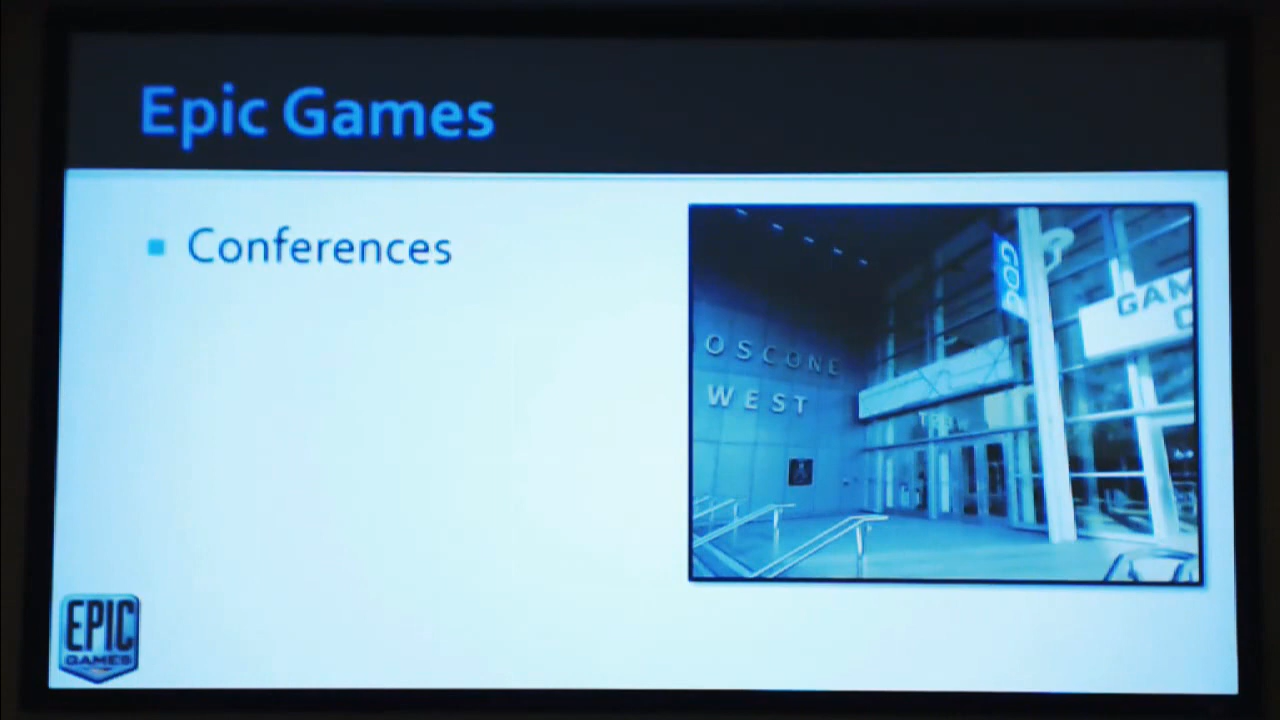 Epic Games
Conferences
GDC
GAM
C
OSCONE
WEST
EPIC
GAMES